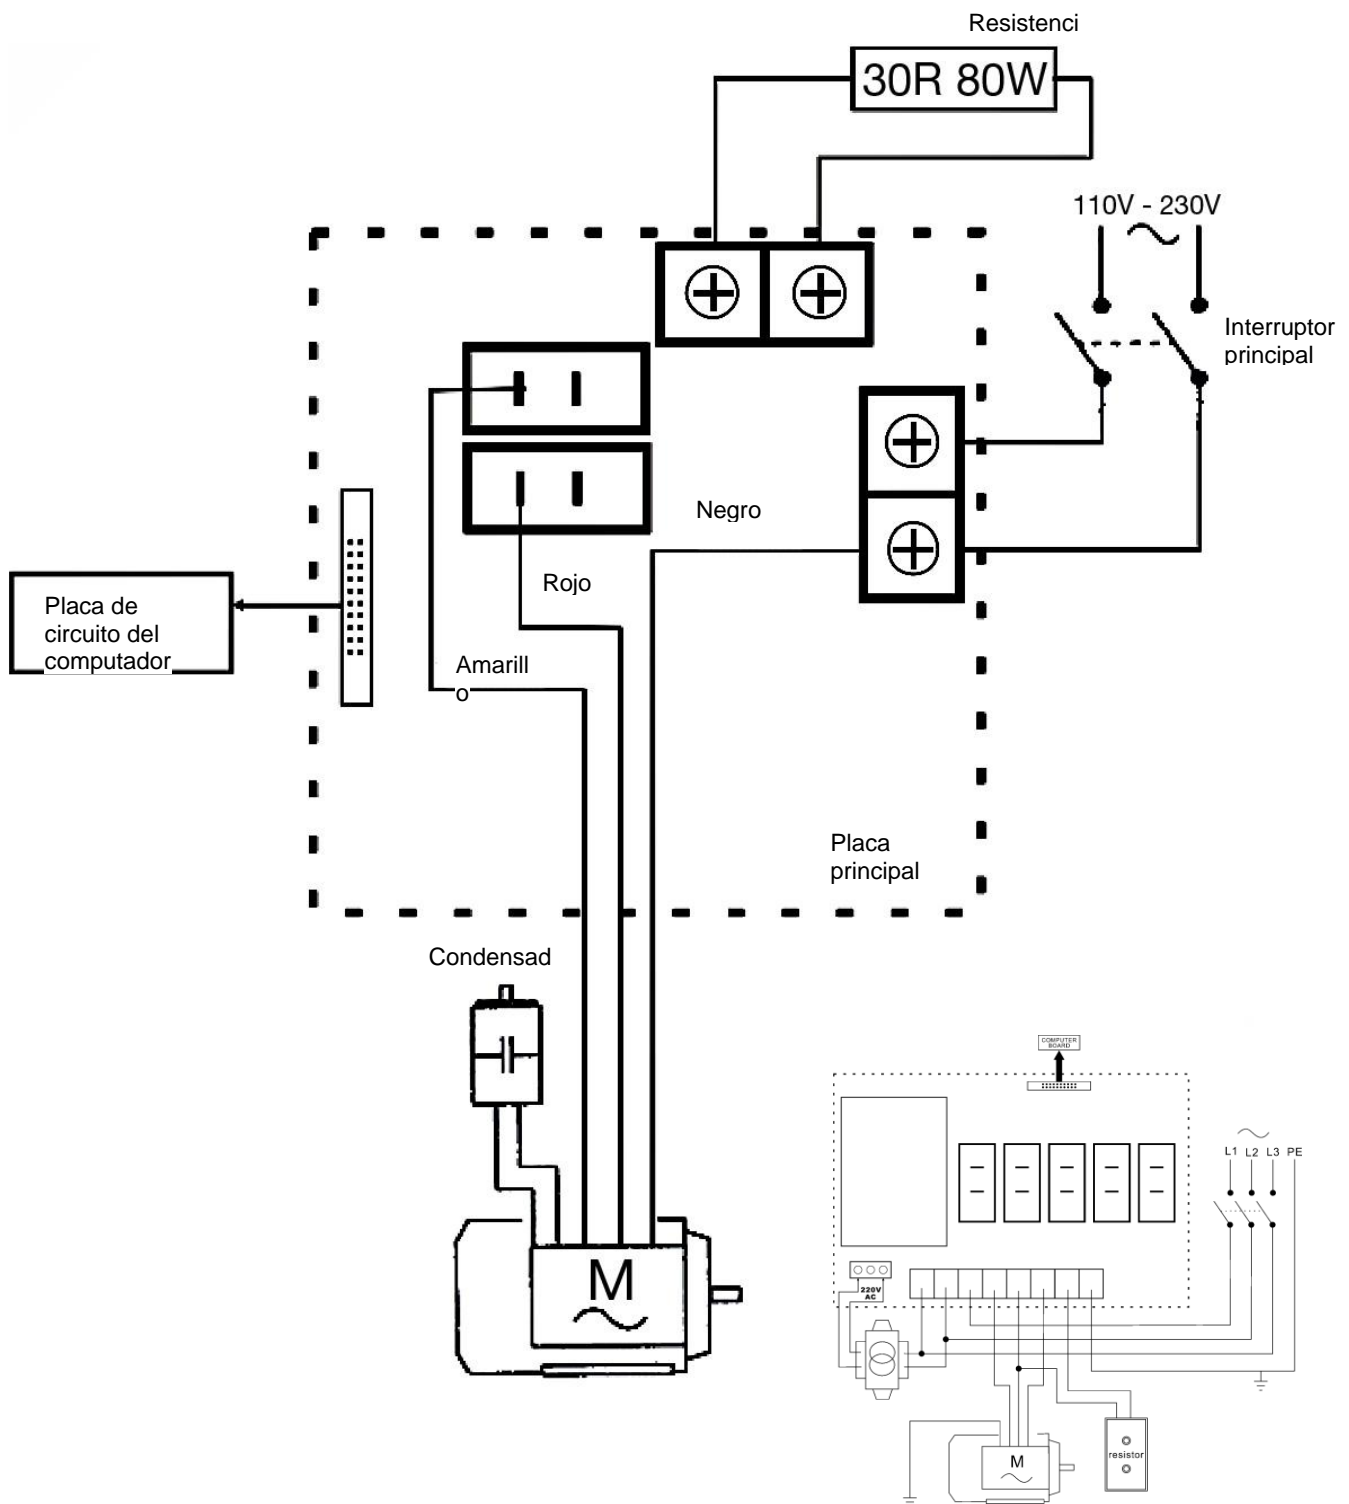 Resistenci
30R 80W
110V - 230V
Interruptor
principal
Negro
Rojo
Placa de
circuito del
computador
Amarill
o
Placa
principal
Condensad
M
COMPUTER
BOARD
L1 L2 L3 PE
220V
AC
M
resistor